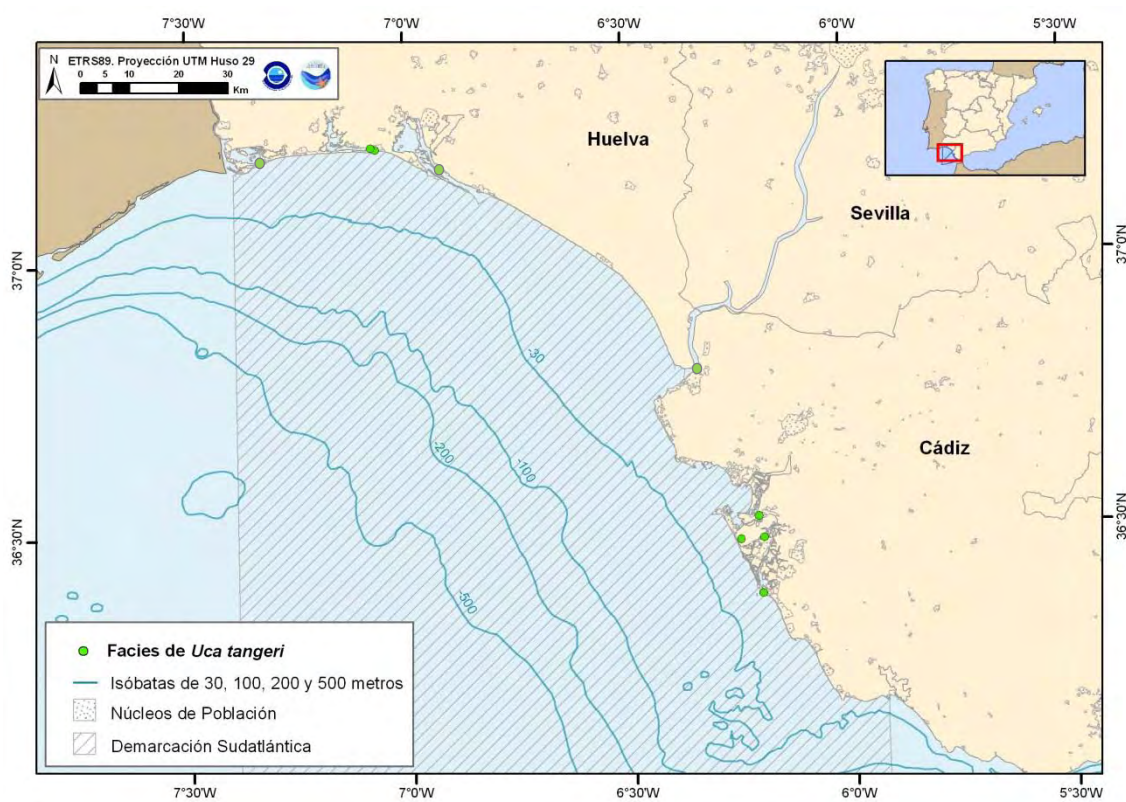 7°30'W 7°0'W 6°30'W 6°0'W 5°30'W
N ETRS89. Proyección UTM Huso 29
0 5 10 20 30
Km
Huelva
Sevilla
Cádiz
37°0'N
37°0'N
36°30'N
36°30'N
-30
-100
-200
-500
Facies de Uca tangeri
Isóbatas de 30, 100, 200 y 500 metros
Núcleos de Población
Demarcación Sudatlántica
7°30'W 7°0'W 6°30'W 6°0'W 5°30'W